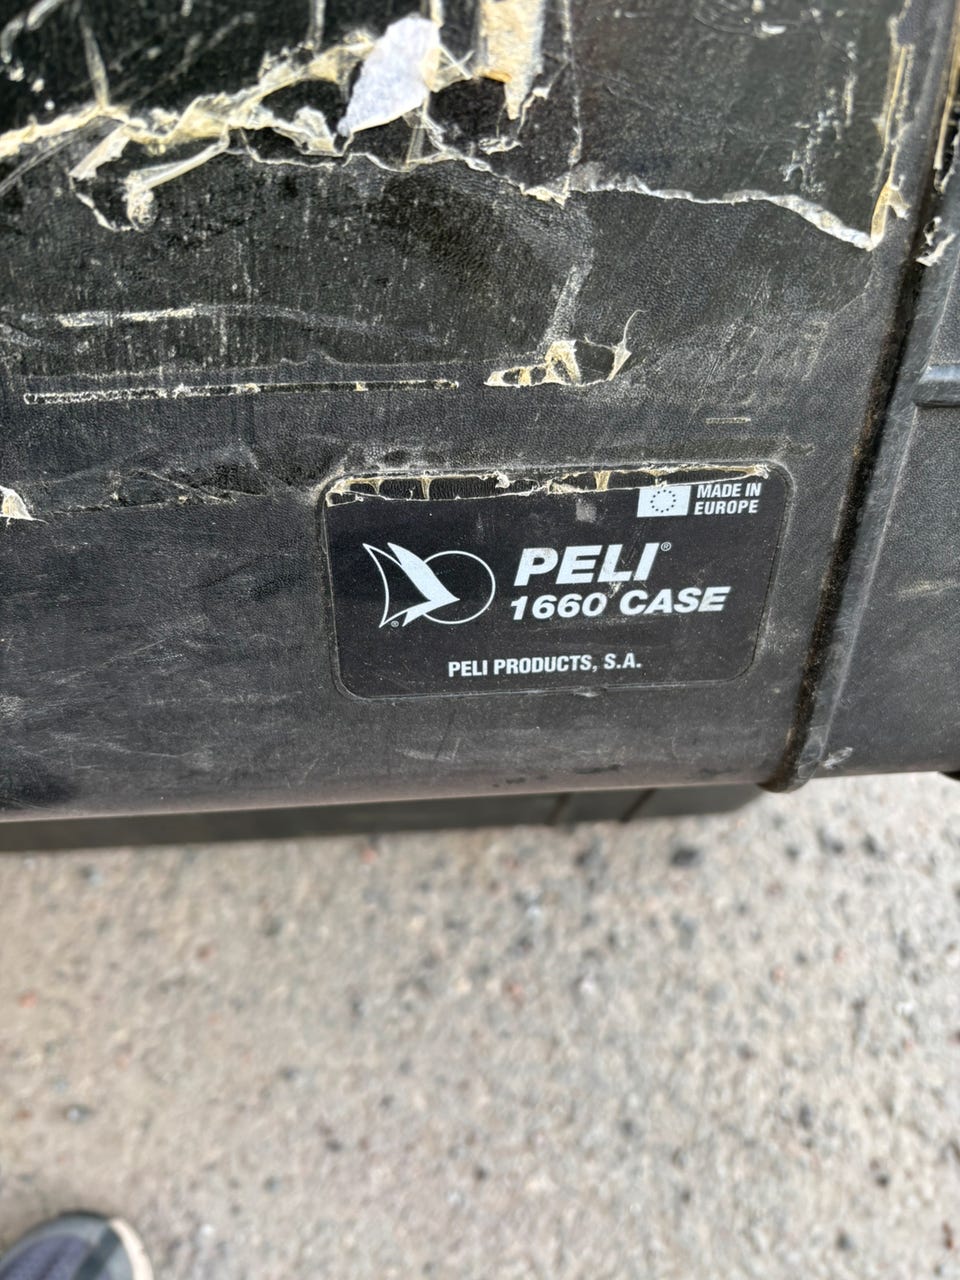 MADE IN
EUROPE
PELI®
1660 CASE
®
PELI PRODUCTS, S.A.